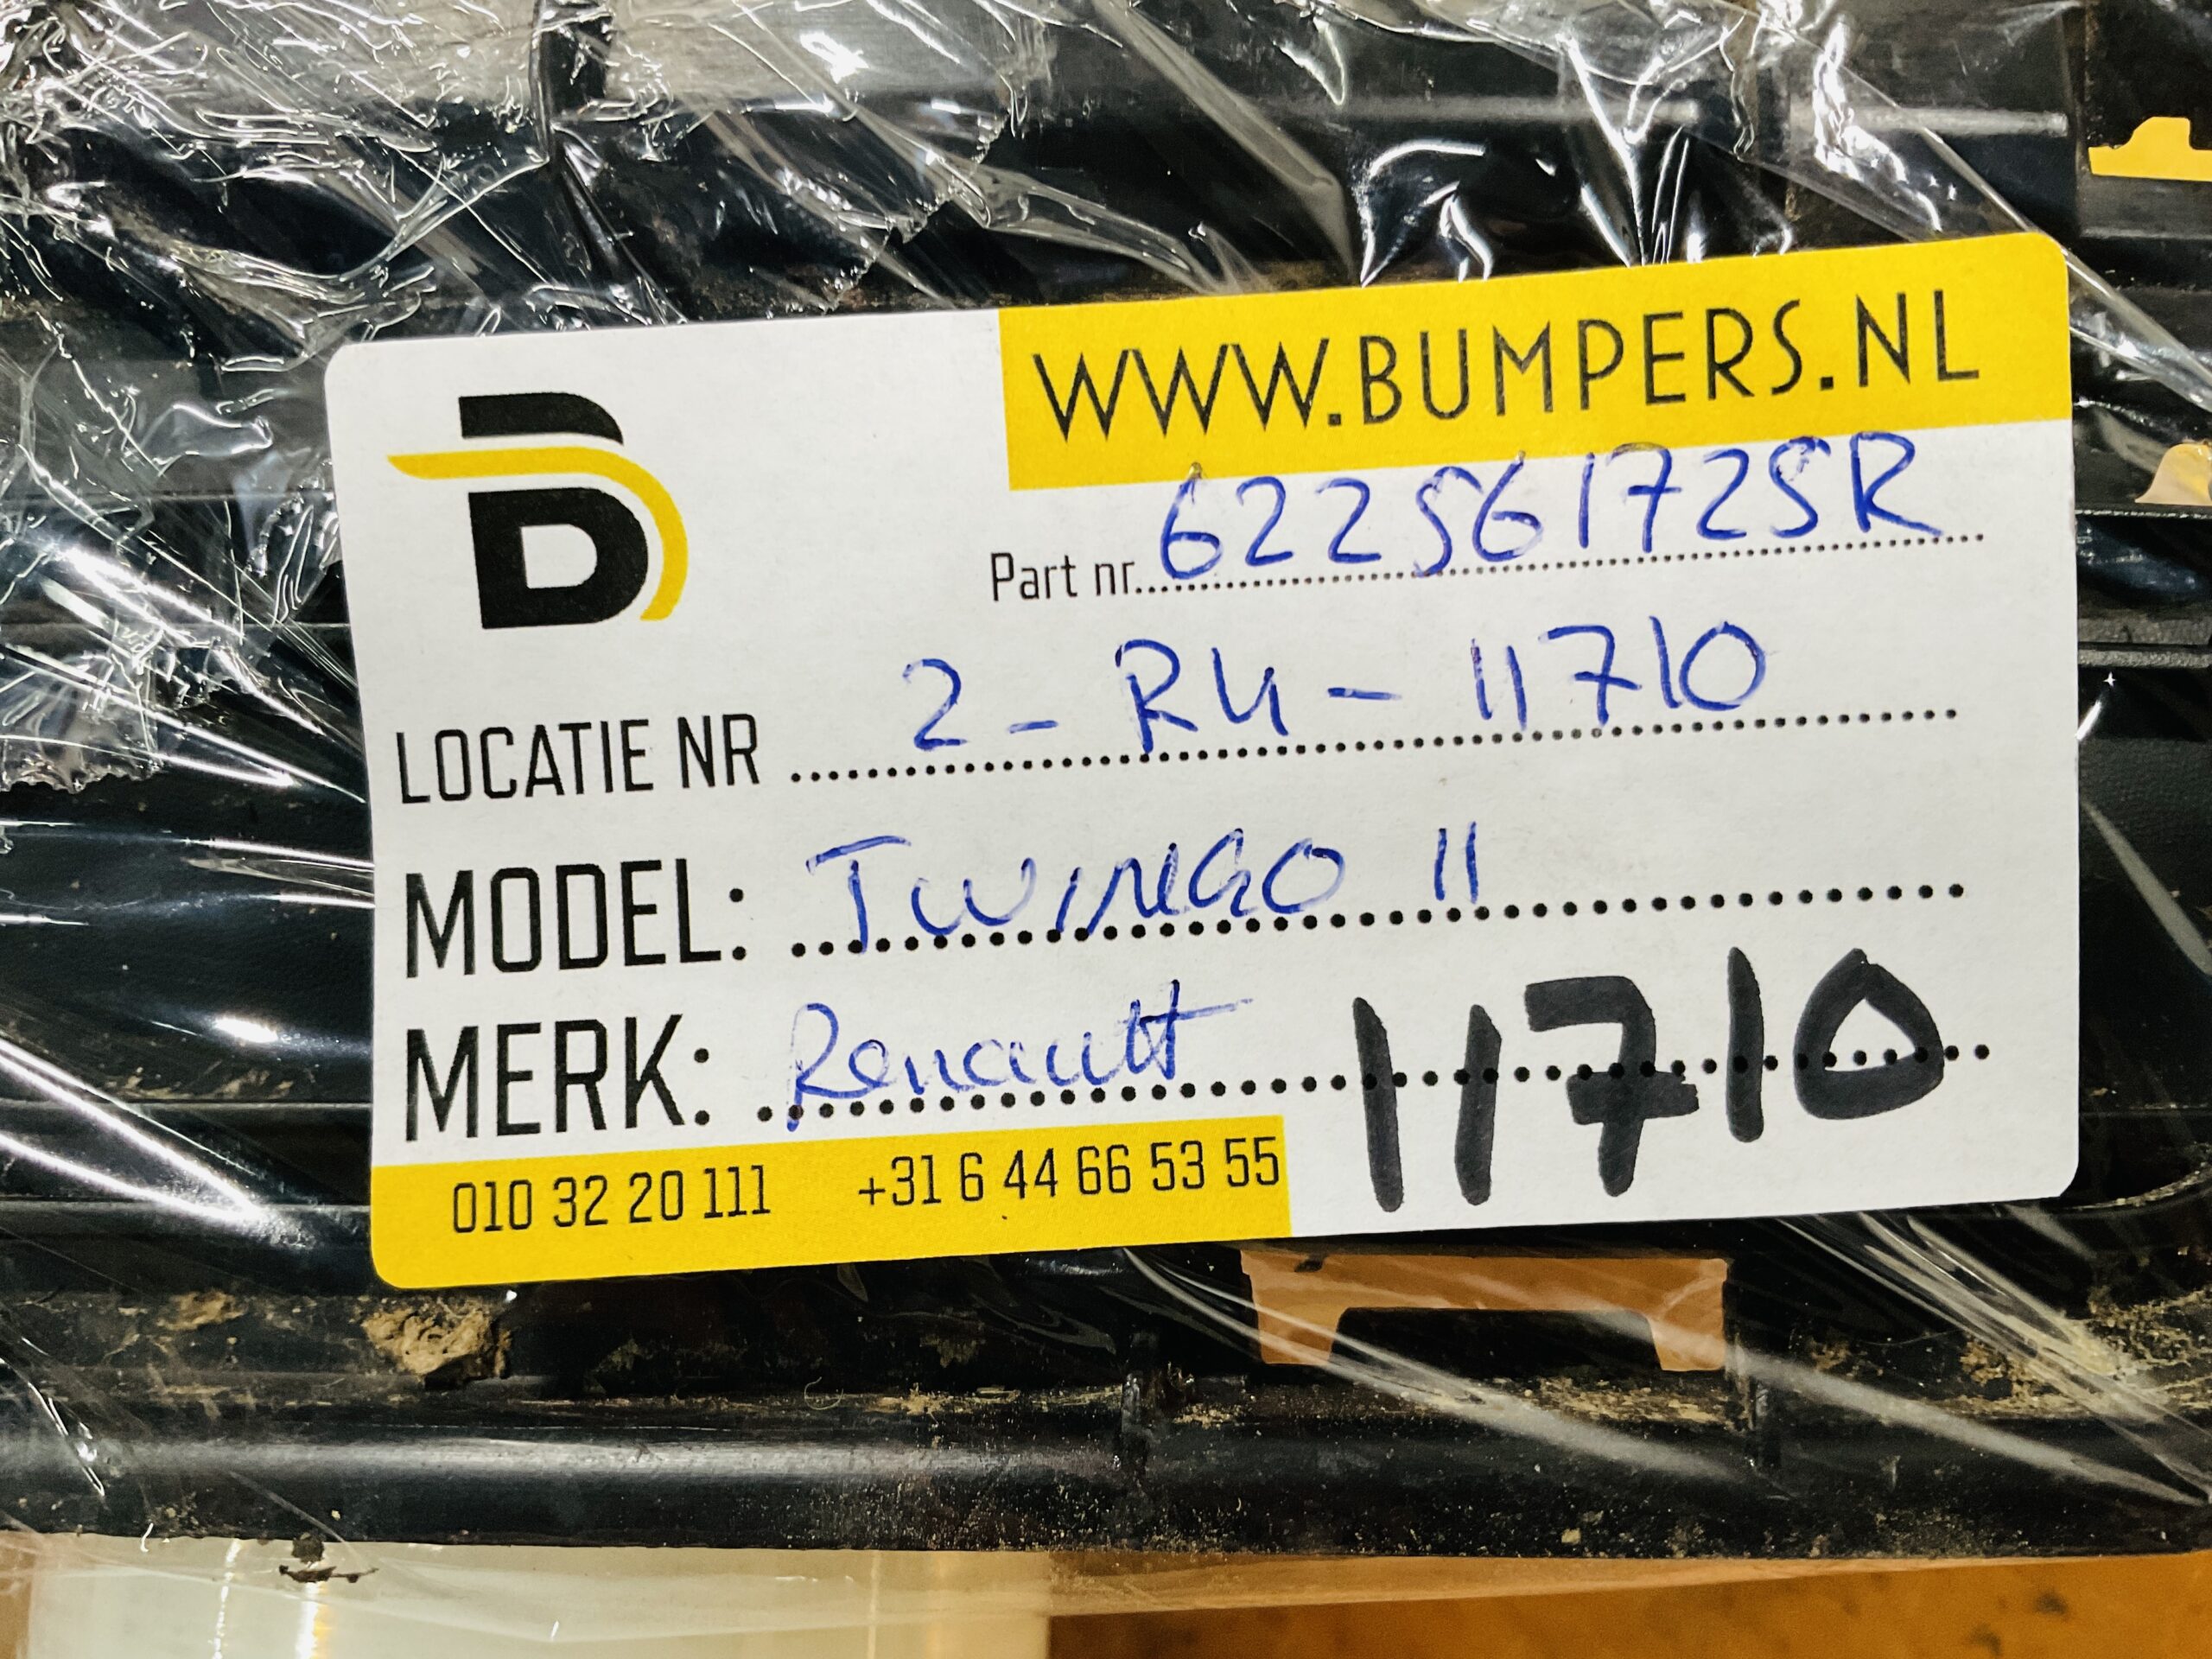 WWW.BUMPERS.NL
Part nr. 622561725R
LOCATIE NR 2-R4-11710
MODEL: TWINGO II
MERK: Renault
11710
010 32 20 111 +31 6 44 66 53 55